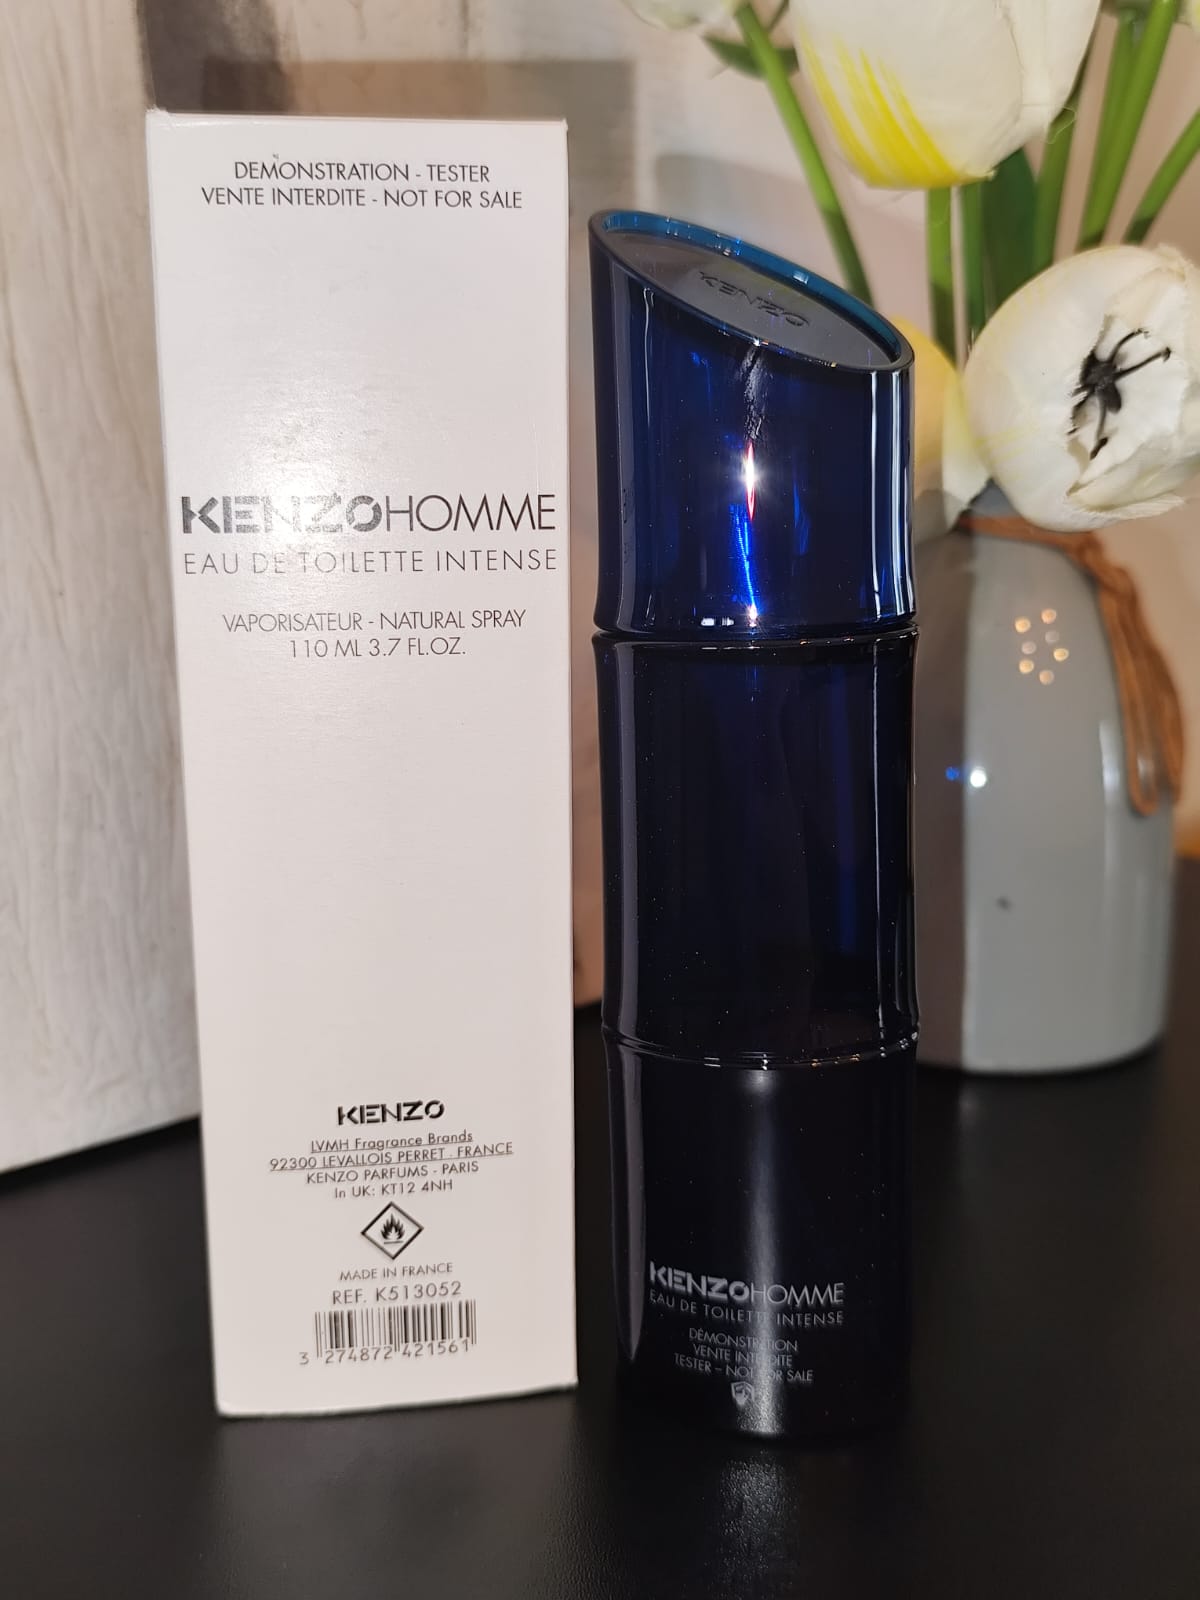 DEMONSTRATION - TESTER
VENTE INTERDITE - NOT FOR SALE
KENZOHOMME
EAU DE TOILETTE INTENSE
VAPORISATEUR - NATURAL SPRAY
110 ML 3.7 FL.OZ.
KENZO
LVMH Fragrance Brands
92300 LEVALLOIS PERRET . FRANCE
KENZO PARFUMS - PARIS
In UK: KT12 4NH
MADE IN FRANCE
REF. K513052
3 274872 421561
KENZO
KENZOHOMME
EAU DE TOILETTE INTENSE
DÉMONSTRATION
VENTE INTERDITE
TESTER – NOT FOR SALE